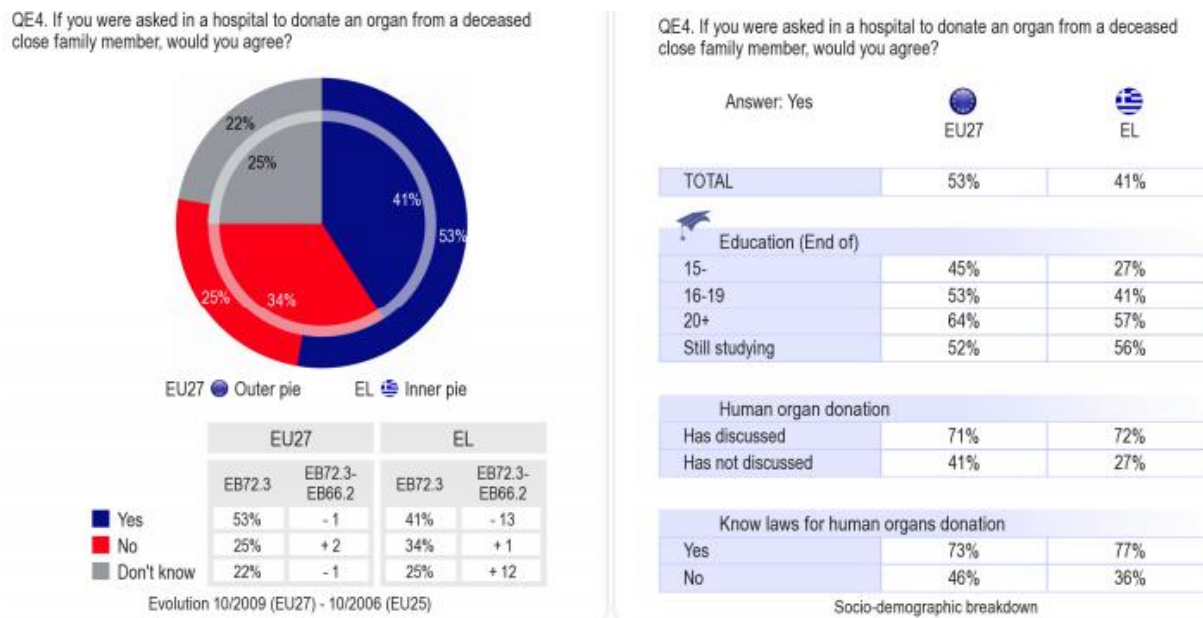 QE4. If you were asked in a hospital to donate an organ from a deceased
close family member, would you agree?
22%
25%
41%
53%
25%
34%
EU27 Outer pie EL Inner pie
EU27 EL
EB72.3 EB72.3-EB66.2 EB72.3 EB72.3-EB66.2
Yes 53% - 1 41% - 13
No 25% + 2 34% + 1
Don't know 22% - 1 25% + 12
Evolution 10/2009 (EU27) - 10/2006 (EU25)
QE4. If you were asked in a hospital to donate an organ from a deceased
close family member, would you agree?
Answer: Yes
EU27 EL
TOTAL 53% 41%
Education (End of)
15- 45% 27%
16-19 53% 41%
20+ 64% 57%
Still studying 52% 56%
Human organ donation
Has discussed 71% 72%
Has not discussed 41% 27%
Know laws for human organs donation
Yes 73% 77%
No 46% 36%
Socio-demographic breakdown